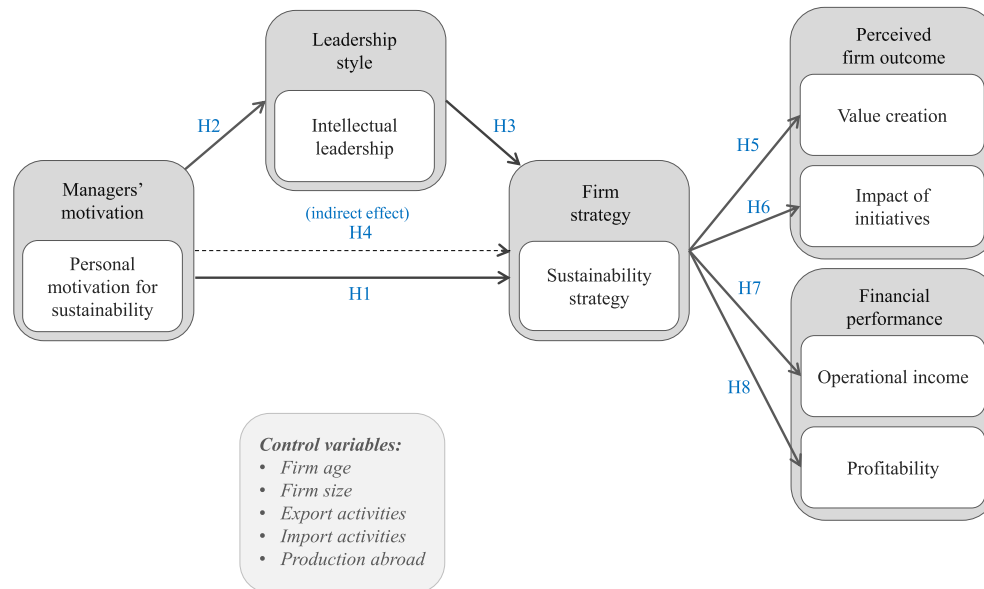 Leadership
style
Intellectual
leadership
H2
H3
Managers'
motivation
Personal
motivation for
sustainability
(indirect effect)
H4
H1
Firm
strategy
Sustainability
strategy
H5
H6
H7
H8
Perceived
firm outcome
Value creation
Impact of
initiatives
Financial
performance
Operational income
Profitability
Control variables:
• Firm age
• Firm size
• Export activities
• Import activities
• Production abroad